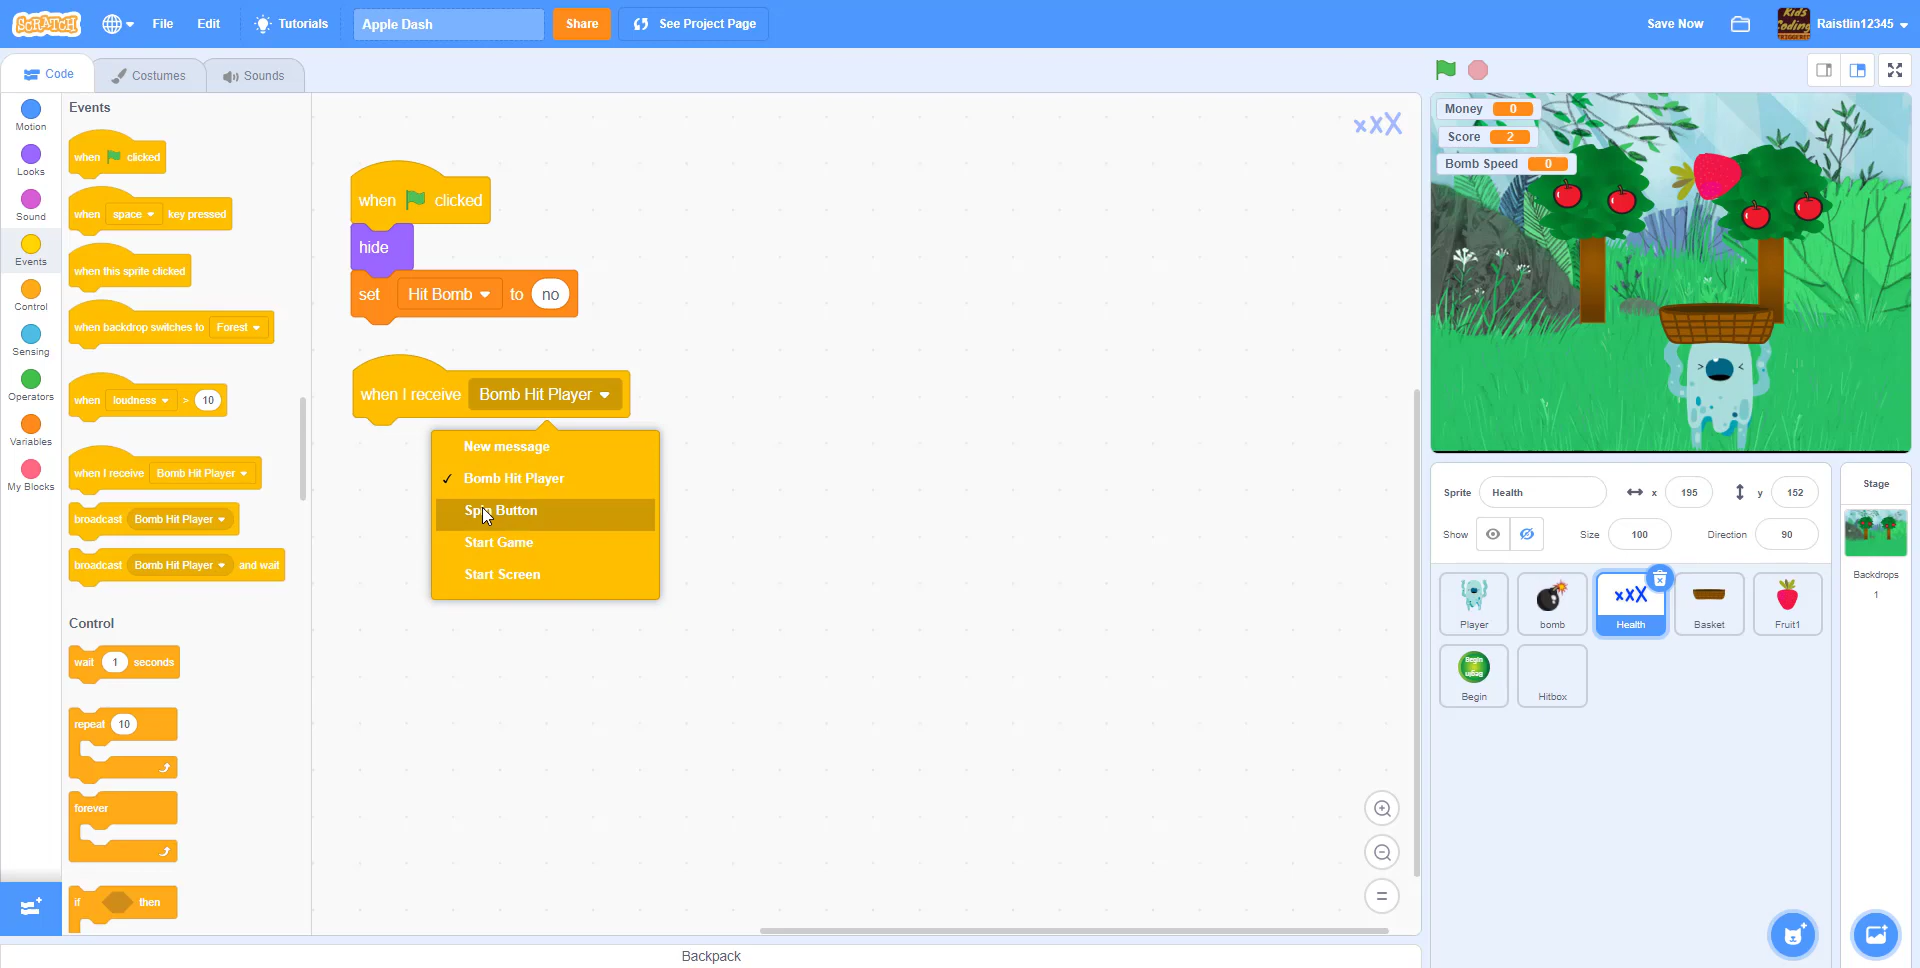 SCRATCH
File
Edit
Tutorials
Apple Dash
Share
See Project Page
Save Now
Raistlin12345
Code
Costumes
Sounds
Motion
Looks
Sound
Events
Control
Sensing
Operators
Variables
My Blocks
Events
when clicked
when space key pressed
when this sprite clicked
when backdrop switches to Forest
when loudness > 10
when I receive Bomb Hit Player
broadcast Bomb Hit Player
broadcast Bomb Hit Player and wait
Control
wait 1 seconds
repeat 10
forever
if then
when clicked
hide
set Hit Bomb to no
when I receive Bomb Hit Player
New message
✓ Bomb Hit Player
Spin Button
Start Game
Start Screen
xxX
Money 0
Score 2
Bomb Speed 0
Sprite Health x 195 y 152
Show Size 100 Direction 90
Player
bomb
xxX
Health
Basket
Fruit1
Begin
Begin
Hitbox
Stage
Backdrops
1
Backpack